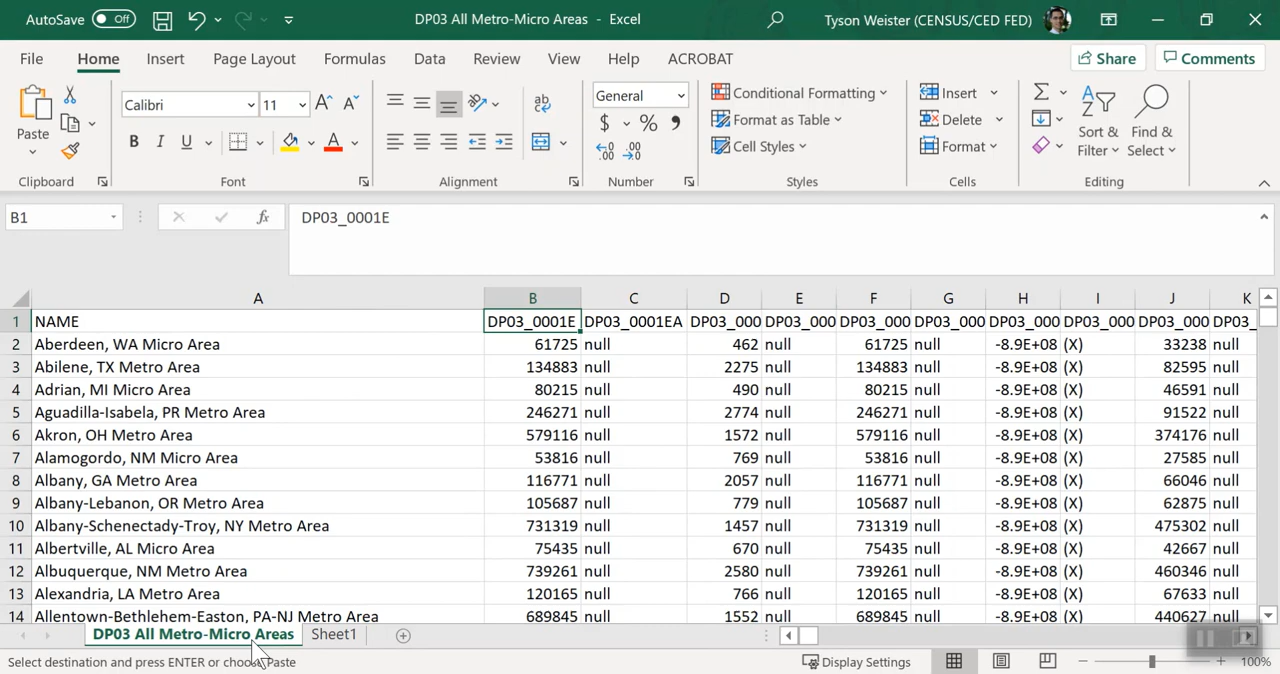 AutoSave Off DP03 All Metro-Micro Areas - Excel Tyson Weister (CENSUS/CED FED)
File Home Insert Page Layout Formulas Data Review View Help ACROBAT Share Comments
Calibri 11 General Conditional Formatting Insert
Paste B I U $ % Format as Table Delete Sort & Filter Find & Select
Cell Styles Format
Clipboard Font Alignment Number Styles Cells Editing
B1 fx DP03_0001E
A B C D E F G H I J K
1 NAME DP03_0001E DP03_0001EA DP03_000 DP03_000 DP03_000 DP03_000 DP03_000 DP03_000 DP03_000 DP03_
2 Aberdeen, WA Micro Area 61725 null 462 null 61725 null -8.9E+08 (X) 33238 null
3 Abilene, TX Metro Area 134883 null 2275 null 134883 null -8.9E+08 (X) 82595 null
4 Adrian, MI Micro Area 80215 null 490 null 80215 null -8.9E+08 (X) 46591 null
5 Aguadilla-Isabela, PR Metro Area 246271 null 2774 null 246271 null -8.9E+08 (X) 91522 null
6 Akron, OH Metro Area 579116 null 1572 null 579116 null -8.9E+08 (X) 374176 null
7 Alamogordo, NM Micro Area 53816 null 769 null 53816 null -8.9E+08 (X) 27585 null
8 Albany, GA Metro Area 116771 null 2057 null 116771 null -8.9E+08 (X) 66046 null
9 Albany-Lebanon, OR Metro Area 105687 null 779 null 105687 null -8.9E+08 (X) 62875 null
10 Albany-Schenectady-Troy, NY Metro Area 731319 null 1457 null 731319 null -8.9E+08 (X) 475302 null
11 Albertville, AL Micro Area 75435 null 670 null 75435 null -8.9E+08 (X) 42667 null
12 Albuquerque, NM Metro Area 739261 null 2580 null 739261 null -8.9E+08 (X) 460346 null
13 Alexandria, LA Metro Area 120165 null 766 null 120165 null -8.9E+08 (X) 67633 null
14 Allentown-Bethlehem-Easton, PA-NJ Metro Area 689845 null 1552 null 689845 null -8.9E+08 (X) 440627 null
DP03 All Metro-Micro Areas Sheet1
Select destination and press ENTER or choose Paste Display Settings 100%